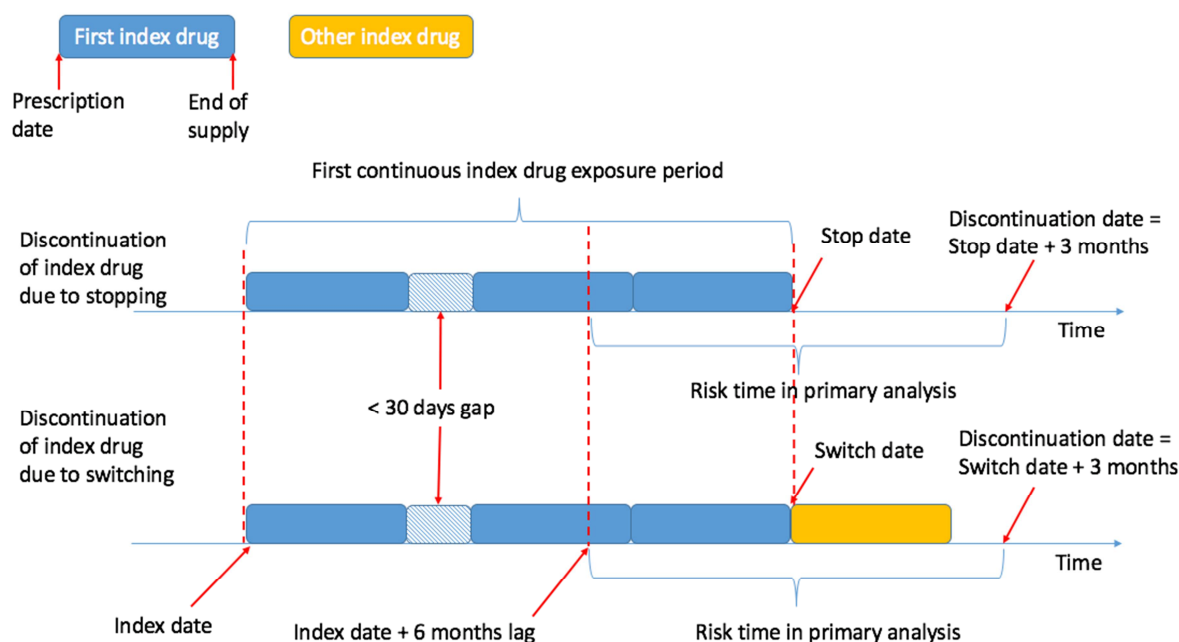 First index drug
Other index drug
Prescription
date
End of
supply
First continuous index drug exposure period
Discontinuation
of index drug
due to stopping
Stop date
Discontinuation date =
Stop date + 3 months
Time
Risk time in primary analysis
< 30 days gap
Discontinuation
of index drug
due to switching
Switch date
Discontinuation date =
Switch date + 3 months
Time
Index date
Index date + 6 months lag
Risk time in primary analysis